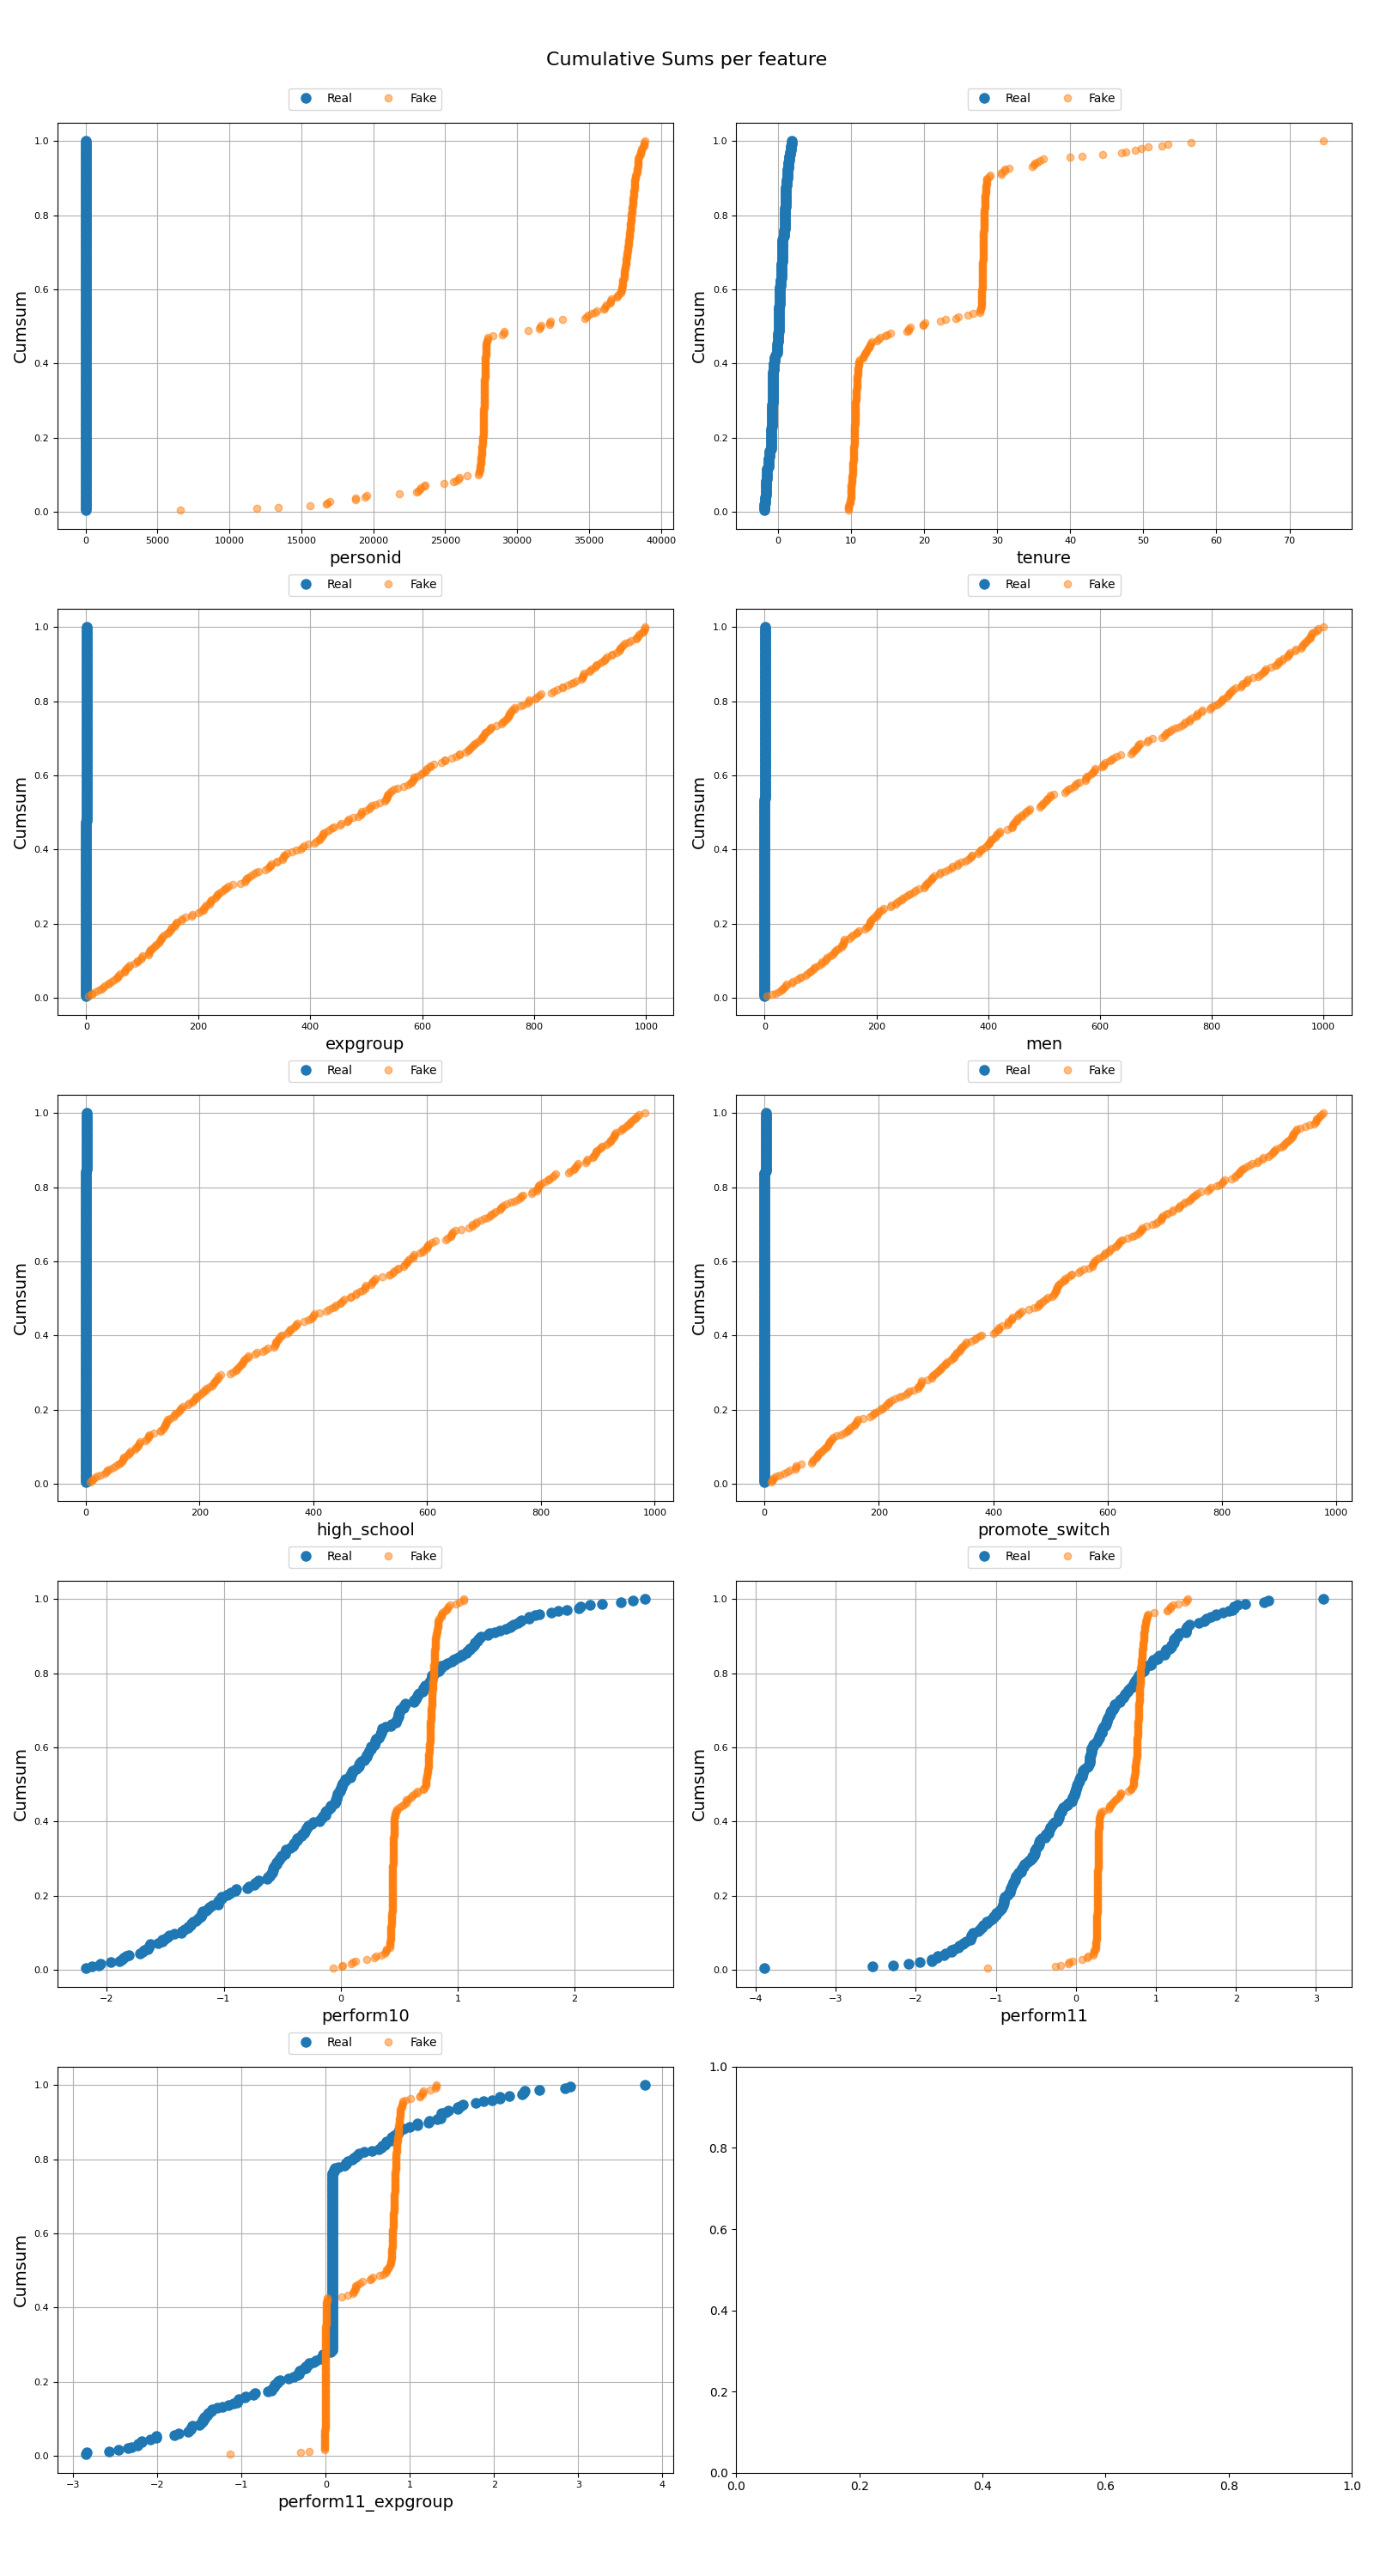 Cumulative Sums per feature
Real Fake
Real Fake
1.0
0.8
0.6
0.4
0.2
0.0
Cumsum
0 5000 10000 15000 20000 25000 30000 35000 40000
personid
1.0
0.8
0.6
0.4
0.2
0.0
Cumsum
0 10 20 30 40 50 60 70
tenure
Real Fake
Real Fake
1.0
0.8
0.6
0.4
0.2
0.0
Cumsum
0 200 400 600 800 1000
expgroup
1.0
0.8
0.6
0.4
0.2
0.0
Cumsum
0 200 400 600 800 1000
men
Real Fake
Real Fake
1.0
0.8
0.6
0.4
0.2
0.0
Cumsum
0 200 400 600 800 1000
high_school
1.0
0.8
0.6
0.4
0.2
0.0
Cumsum
0 200 400 600 800 1000
promote_switch
Real Fake
Real Fake
1.0
0.8
0.6
0.4
0.2
0.0
Cumsum
−2 −1 0 1 2
perform10
1.0
0.8
0.6
0.4
0.2
0.0
Cumsum
−4 −3 −2 −1 0 1 2 3
perform11
Real Fake
1.0
0.8
0.6
0.4
0.2
0.0
Cumsum
−3 −2 −1 0 1 2 3 4
perform11_expgroup
1.0
0.8
0.6
0.4
0.2
0.0
0.0 0.2 0.4 0.6 0.8 1.0